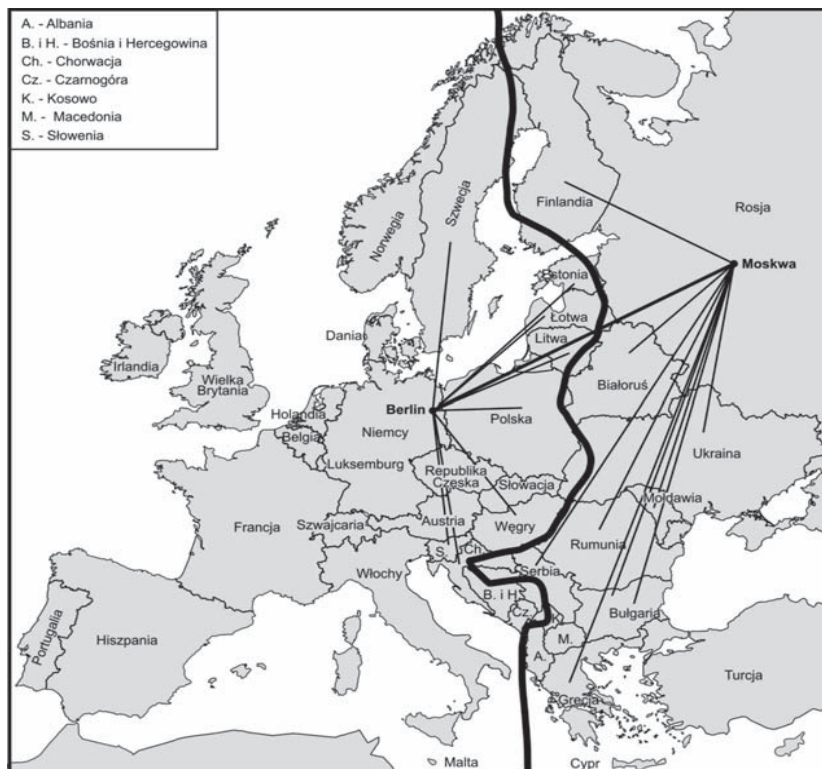 A. - Albania
B. i H. - Bośnia i Hercegowina
Ch. - Chorwacja
Cz. - Czarnogóra
K. - Kosowo
M. - Macedonia
S. - Słowenia
Norwegia
Szwecja
Finlandia
Rosja
Moskwa
Estonia
Łotwa
Litwa
Dania
Irlandia
Wielka
Brytania
Białoruś
Holandia
Berlin
Polska
Belgia
Niemcy
Ukraina
Luksemburg
Republika
Czeska
Słowacja
Mołdawia
Francja
Szwajcaria
Austria
Węgry
Rumunia
S.
Ch.
Włochy
Serbia
B. i H.
Cz.
K.
Bułgaria
Portugalia
Hiszpania
M.
A.
Turcja
Grecja
Malta
Cypr